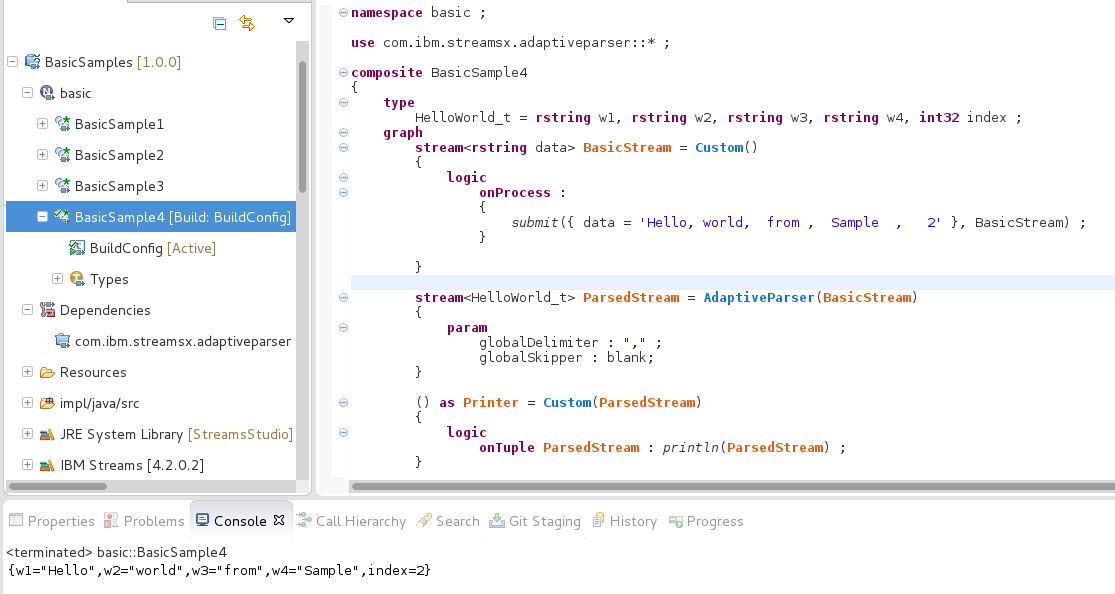 BasicSamples [1.0.0]
basic
BasicSample1
BasicSample2
BasicSample3
BasicSample4 [Build: BuildConfig]
BuildConfig [Active]
Types
Dependencies
com.ibm.streamsx.adaptiveparser
Resources
impl/java/src
JRE System Library [StreamsStudio]
IBM Streams [4.2.0.2]
namespace basic ;
use com.ibm.streamsx.adaptiveparser::* ;
composite BasicSample4
{
type
HelloWorld_t = rstring w1, rstring w2, rstring w3, rstring w4, int32 index ;
graph
stream<rstring data> BasicStream = Custom()
{
logic
onProcess :
{
submit({ data = 'Hello, world,  from ,  Sample  ,   2' }, BasicStream) ;
}
}
stream<HelloWorld_t> ParsedStream = AdaptiveParser(BasicStream)
{
param
globalDelimiter : "," ;
globalSkipper : blank;
}
() as Printer = Custom(ParsedStream)
{
logic
onTuple ParsedStream : println(ParsedStream) ;
}
Properties Problems Console Call Hierarchy Search Git Staging History Progress
<terminated> basic::BasicSample4
{w1="Hello",w2="world",w3="from",w4="Sample",index=2}